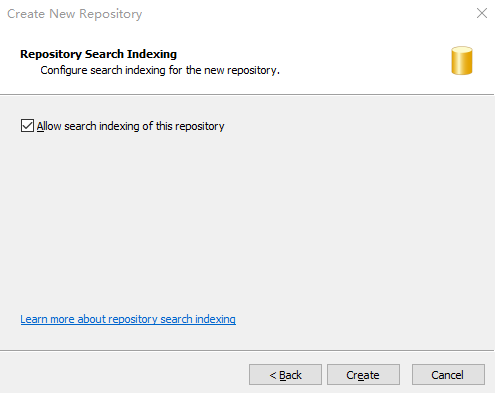 Create New Repository
Repository Search Indexing
Configure search indexing for the new repository.
Allow search indexing of this repository
Learn more about repository search indexing
< Back
Create
Cancel